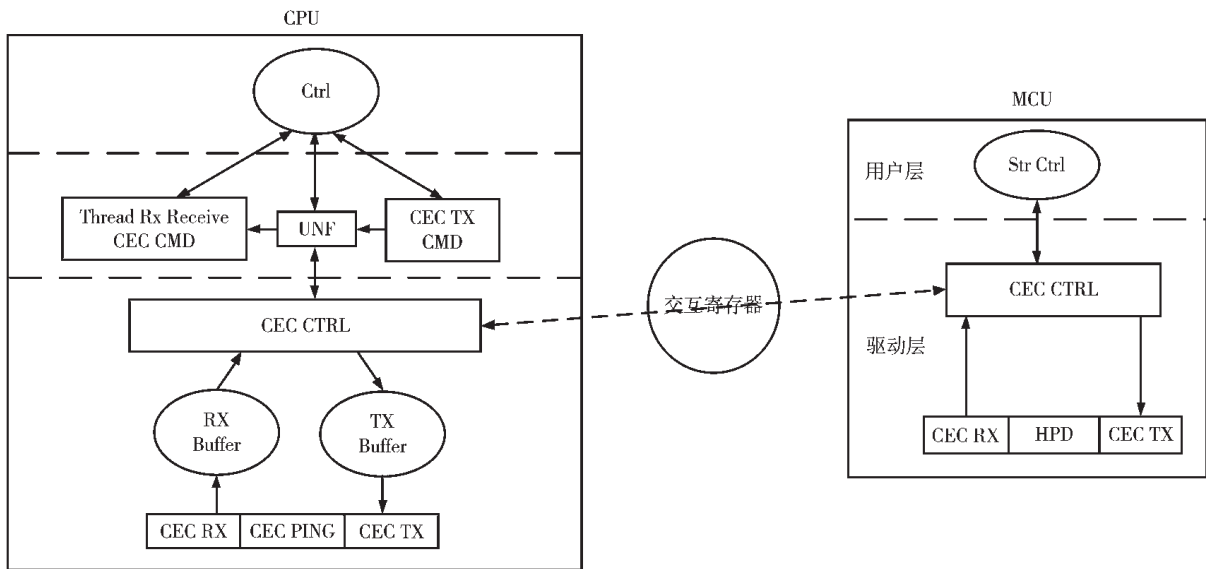 CPU
Ctrl
Thread Rx Receive
CEC CMD
UNF
CEC TX
CMD
CEC CTRL
RX
Buffer
TX
Buffer
CEC RX
CEC PING
CEC TX
交互寄存器
MCU
用户层
Str Ctrl
CEC CTRL
驱动层
CEC RX
HPD
CEC TX